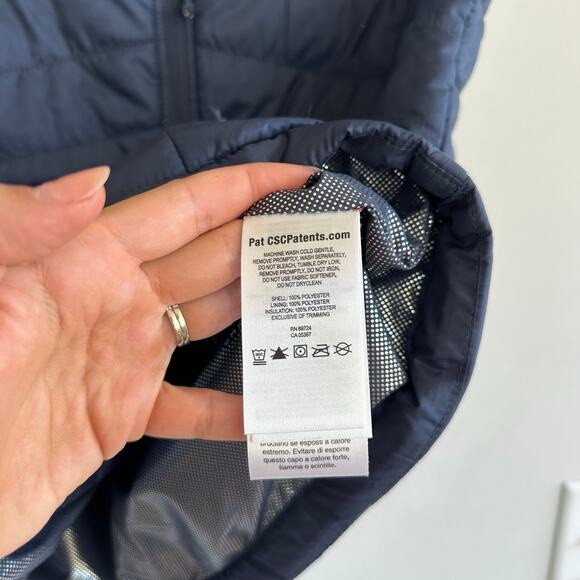 Pat CSCPatents.com
MACHINE WASH COLD GENTLE,
REMOVE PROMPTLY, WASH SEPARATELY,
DO NOT BLEACH, TUMBLE DRY LOW,
REMOVE PROMPTLY, DO NOT IRON,
DO NOT USE FABRIC SOFTENER,
DO NOT DRYCLEAN
SHELL: 100% POLYESTER
LINING: 100% POLYESTER
INSULATION: 100% POLYESTER
EXCLUSIVE OF TRIMMING
RN 69724
CA 05367
30C
bruciano se esposti a calore
estremo. Evitare di esporre
questo capo a calore forte,
fiamma o scintille.